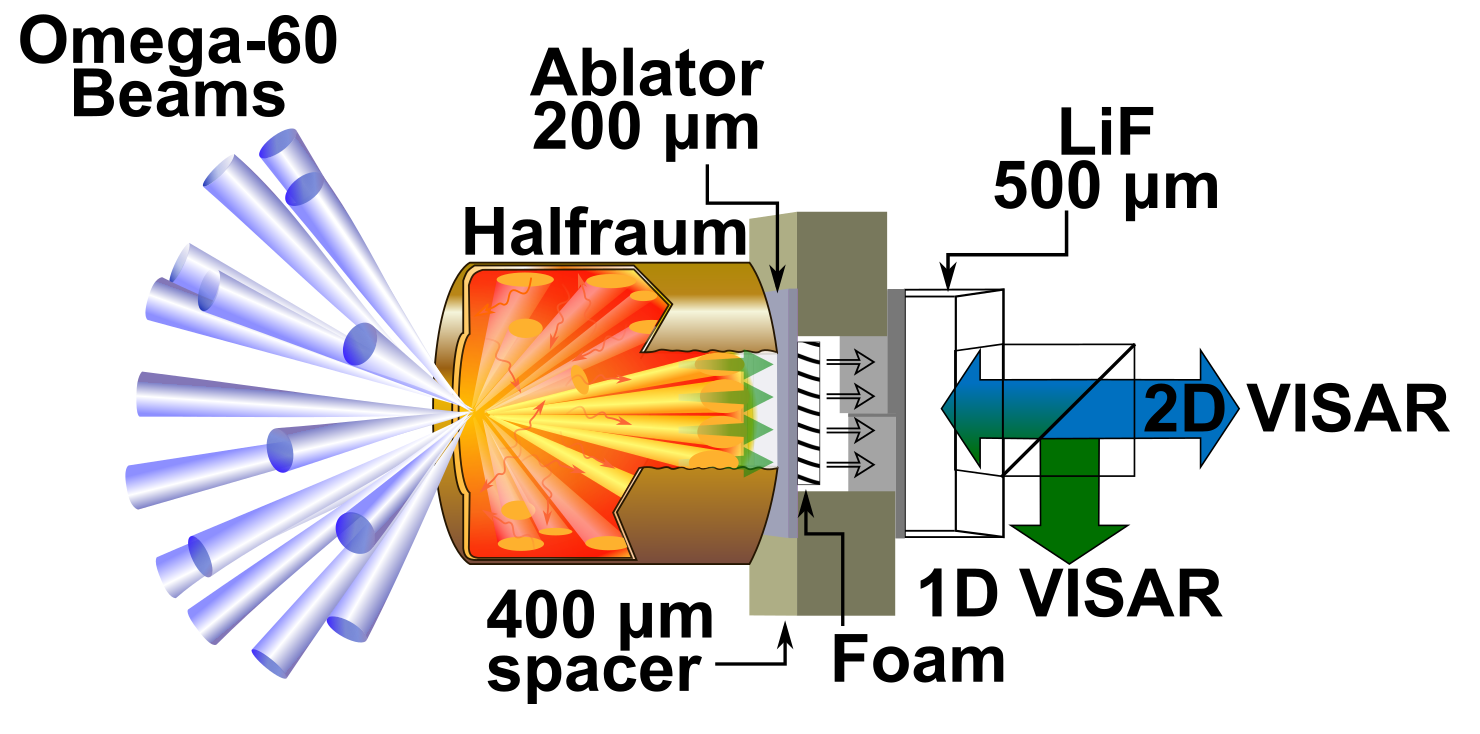 Omega-60
Beams
Ablator
200 µm
LiF
500 µm
Halfraum
2D VISAR
1D VISAR
400 µm
spacer
Foam